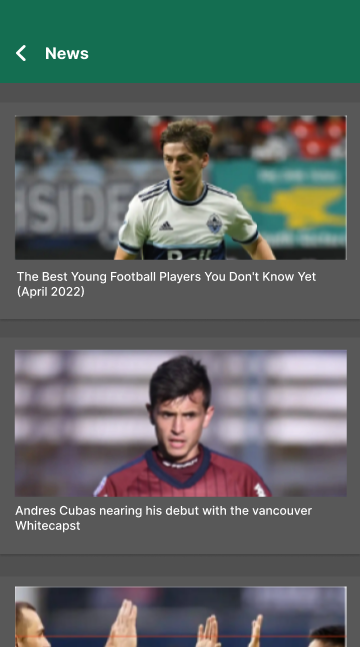 News
The Best Young Football Players You Don't Know Yet
(April 2022)
Andres Cubas nearing his debut with the vancouver
Whitecapst